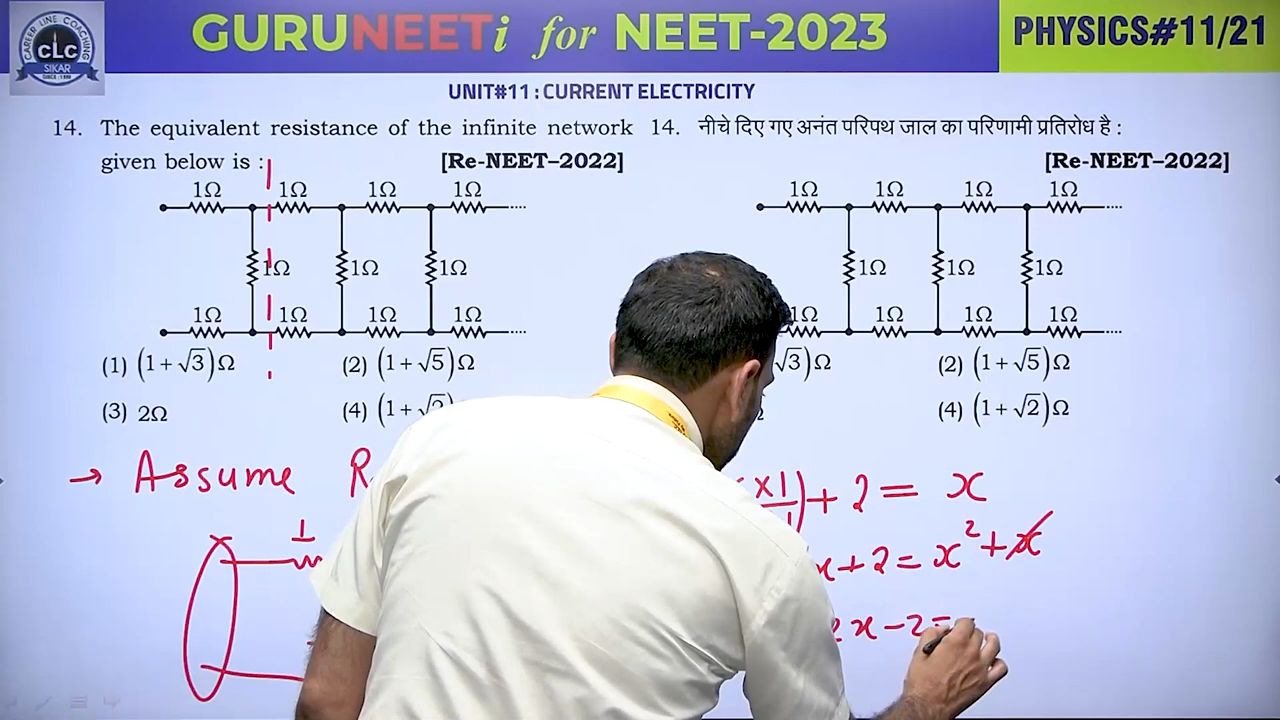 CAREER LINE COACHING
CLC
SIKAR
SINCE : 1996
GURUNEETi for NEET-2023
PHYSICS#11/21
UNIT#11 : CURRENT ELECTRICITY
14. The equivalent resistance of the infinite network
given below is :
[Re-NEET–2022]
1Ω 1Ω 1Ω 1Ω
1Ω 1Ω 1Ω
1Ω 1Ω 1Ω 1Ω
(1) (1+√3)Ω (2) (1+√5)Ω
(3) 2Ω (4) (1+
14. नीचे दिए गए अनंत परिपथ जाल का परिणामी प्रतिरोध है :
[Re-NEET–2022]
1Ω 1Ω 1Ω 1Ω
1Ω 1Ω 1Ω
1Ω 1Ω 1Ω 1Ω
√3)Ω (2) (1+√5)Ω
(4) (1+√2)Ω
→ Assume R
1
×1) + 2 = x
x + 2 = x² + x
2x – 2 =